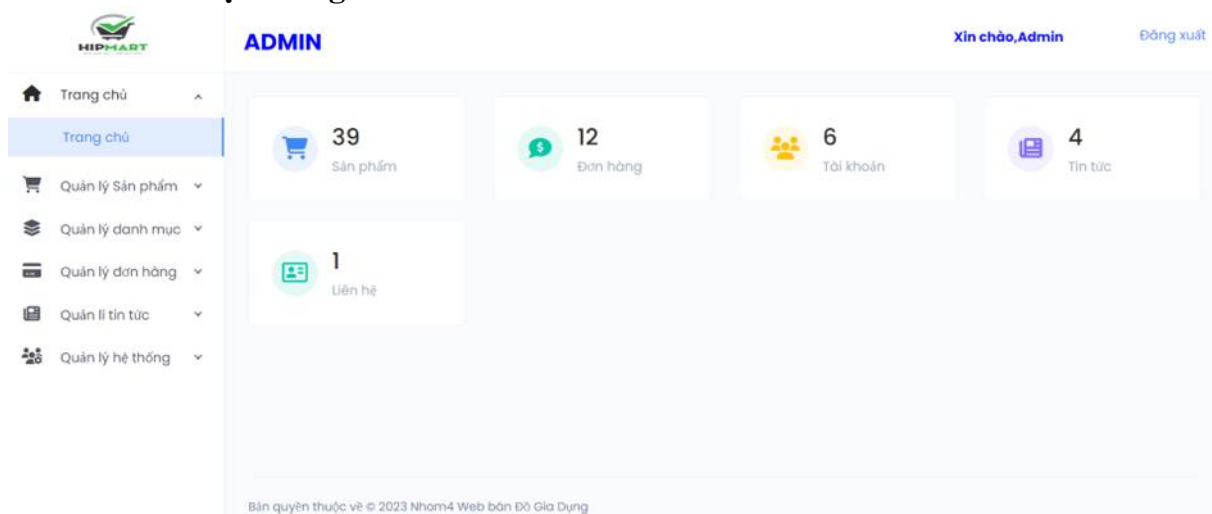 HIPMART
ADMIN
Xin chào,Admin
Đăng xuất
Trang chủ
Trang chủ
Quản lý Sản phẩm
Quản lý danh mục
Quản lý đơn hàng
Quản lí tin tức
Quản lý hệ thống
39
Sản phẩm
12
Đơn hàng
6
Tài khoản
4
Tin tức
1
Liên hệ
Bản quyền thuộc về © 2023 Nhom4 Web bán Đồ Gia Dụng